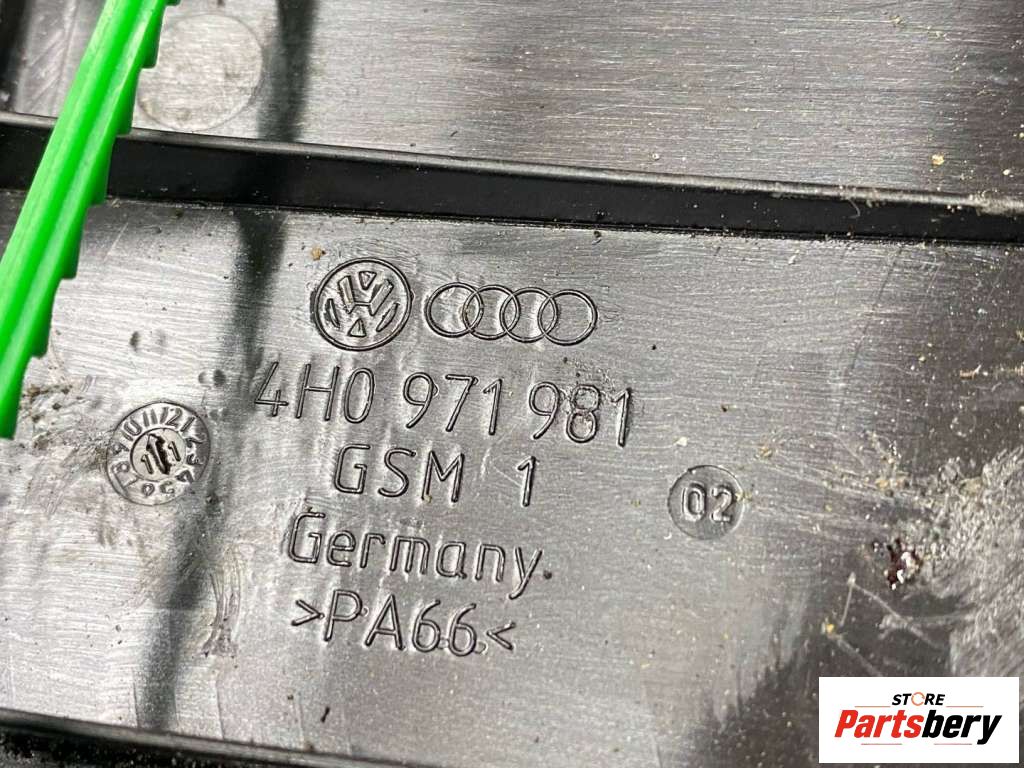 4H0 971 981
GSM 1
02
Germany
>PA66<
STORE
Partsbery